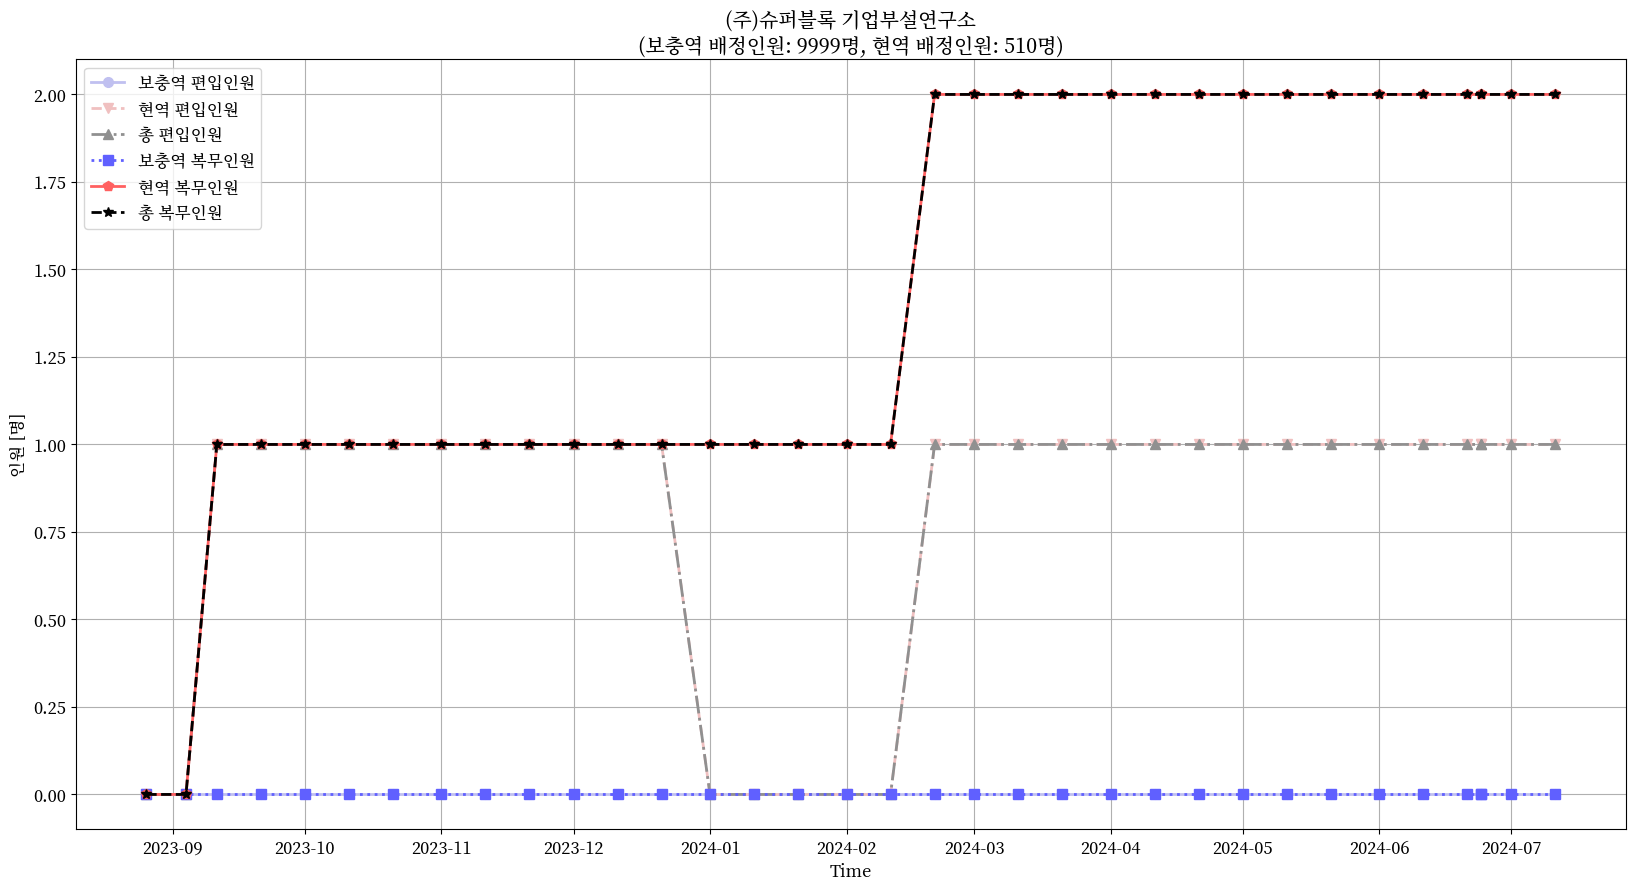 (주)슈퍼블록 기업부설연구소
(보충역 배정인원: 9999명, 현역 배정인원: 510명)
보충역 편입인원
현역 편입인원
총 편입인원
보충역 복무인원
현역 복무인원
총 복무인원
2.00
1.75
1.50
1.25
1.00
0.75
0.50
0.25
0.00
인원 [명]
2023-09 2023-10 2023-11 2023-12 2024-01 2024-02 2024-03 2024-04 2024-05 2024-06 2024-07
Time